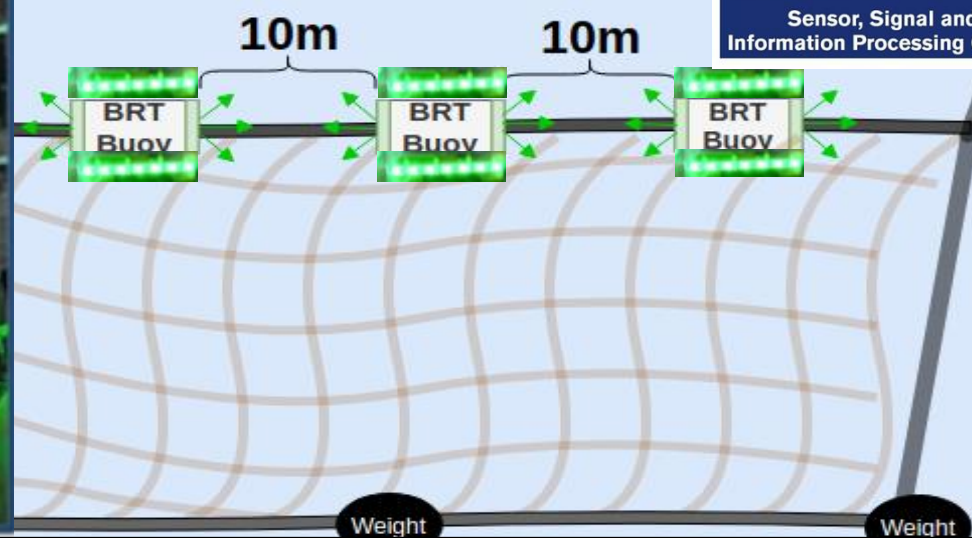 10m
10m
Sensor, Signal and
Information Processing
BRT
Buoy
BRT
Buoy
BRT
Buoy
Weight
Weight